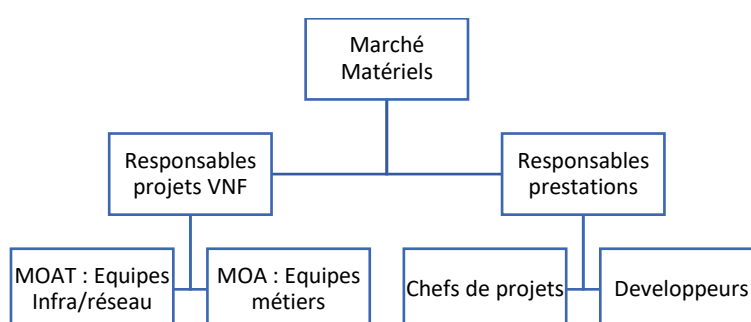 Marché
Matériels
Responsables
projets VNF
Responsables
prestations
MOAT : Equipes
Infra/réseau
MOA : Equipes
métiers
Chefs de projets
Developpeurs